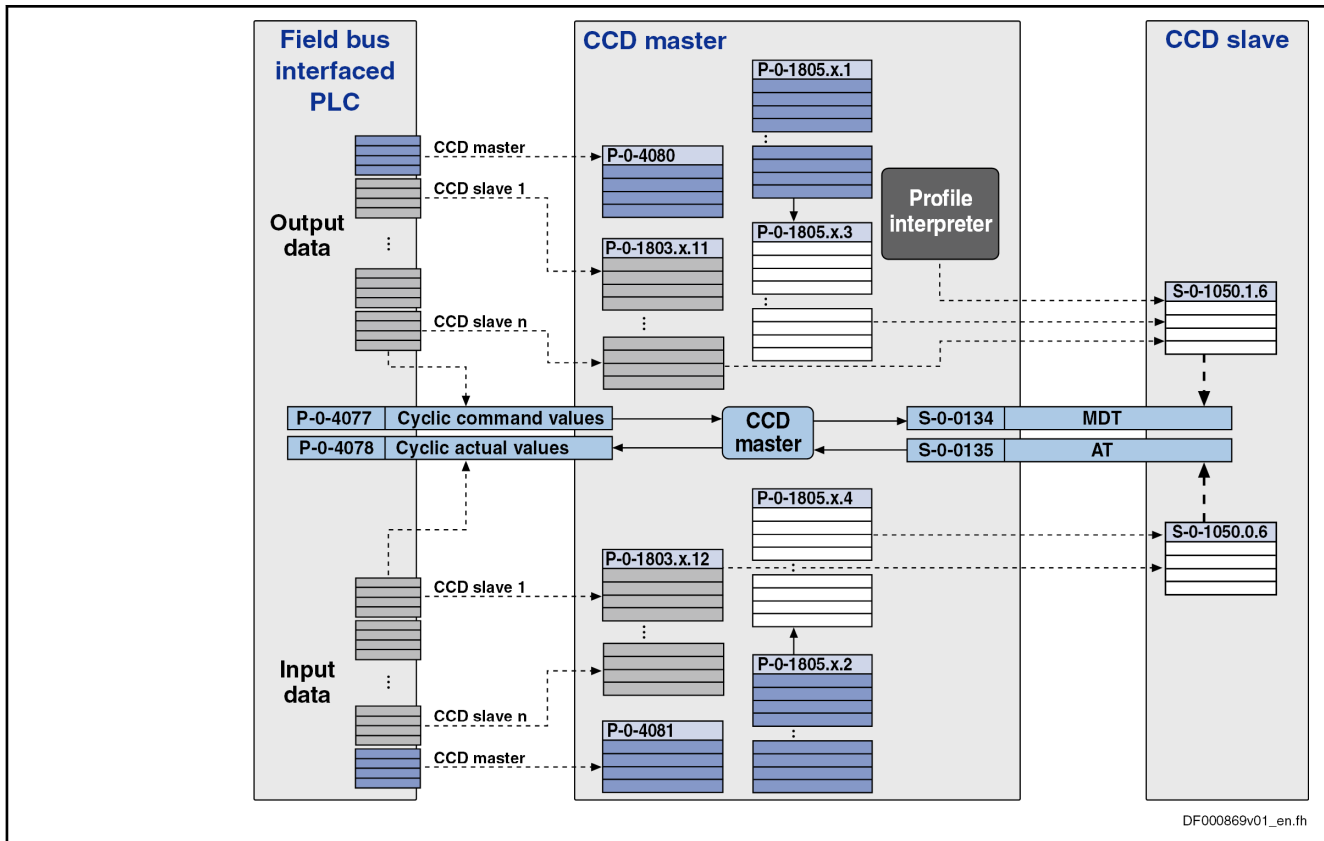 Field bus
interfaced
PLC
CCD master
CCD slave
P-0-1805.x.1
CCD master
P-0-4080
CCD slave 1
Profile
interpreter
Output
data
P-0-1805.x.3
P-0-1803.x.11
S-0-1050.1.6
CCD slave n
P-0-4077 Cyclic command values
P-0-4078 Cyclic actual values
CCD
master
S-0-0134 MDT
S-0-0135 AT
P-0-1805.x.4
S-0-1050.0.6
P-0-1803.x.12
CCD slave 1
Input
data
P-0-1805.x.2
CCD slave n
P-0-4081
CCD master
DF000869v01_en.fh